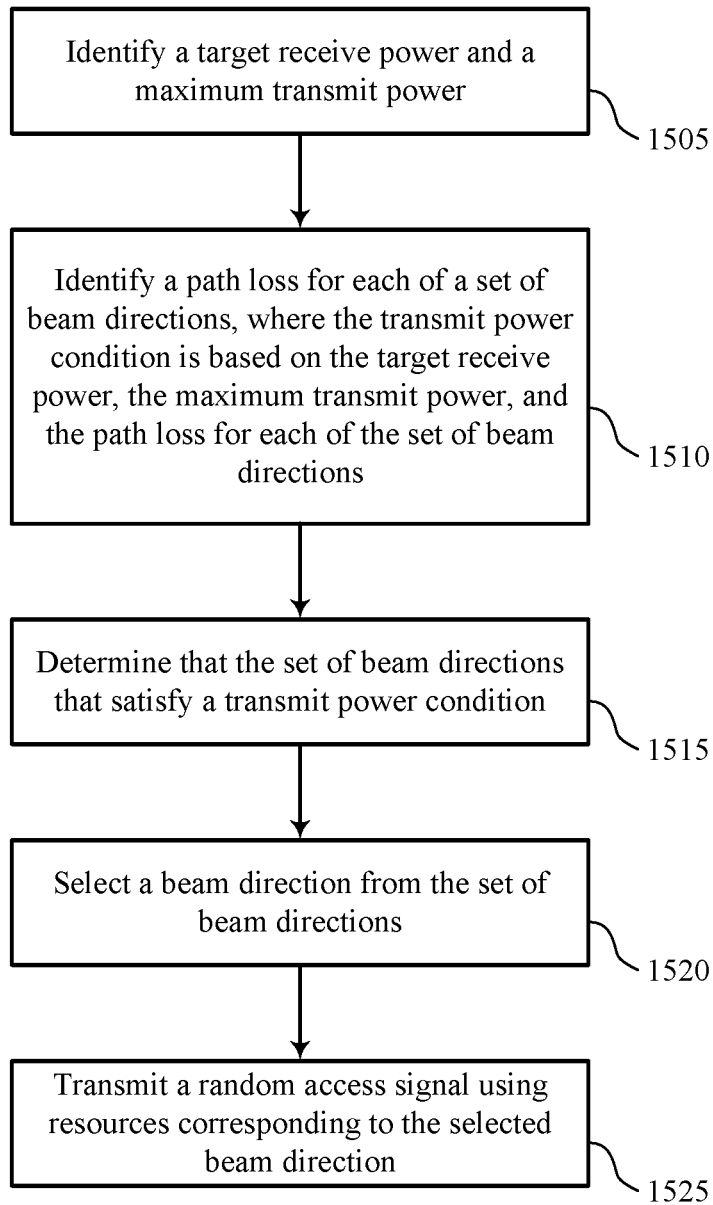 Identify a target receive power and a
maximum transmit power
1505
Identify a path loss for each of a set of
beam directions, where the transmit power
condition is based on the target receive
power, the maximum transmit power, and
the path loss for each of the set of beam
directions
1510
Determine that the set of beam directions
that satisfy a transmit power condition
1515
Select a beam direction from the set of
beam directions
1520
Transmit a random access signal using
resources corresponding to the selected
beam direction
1525